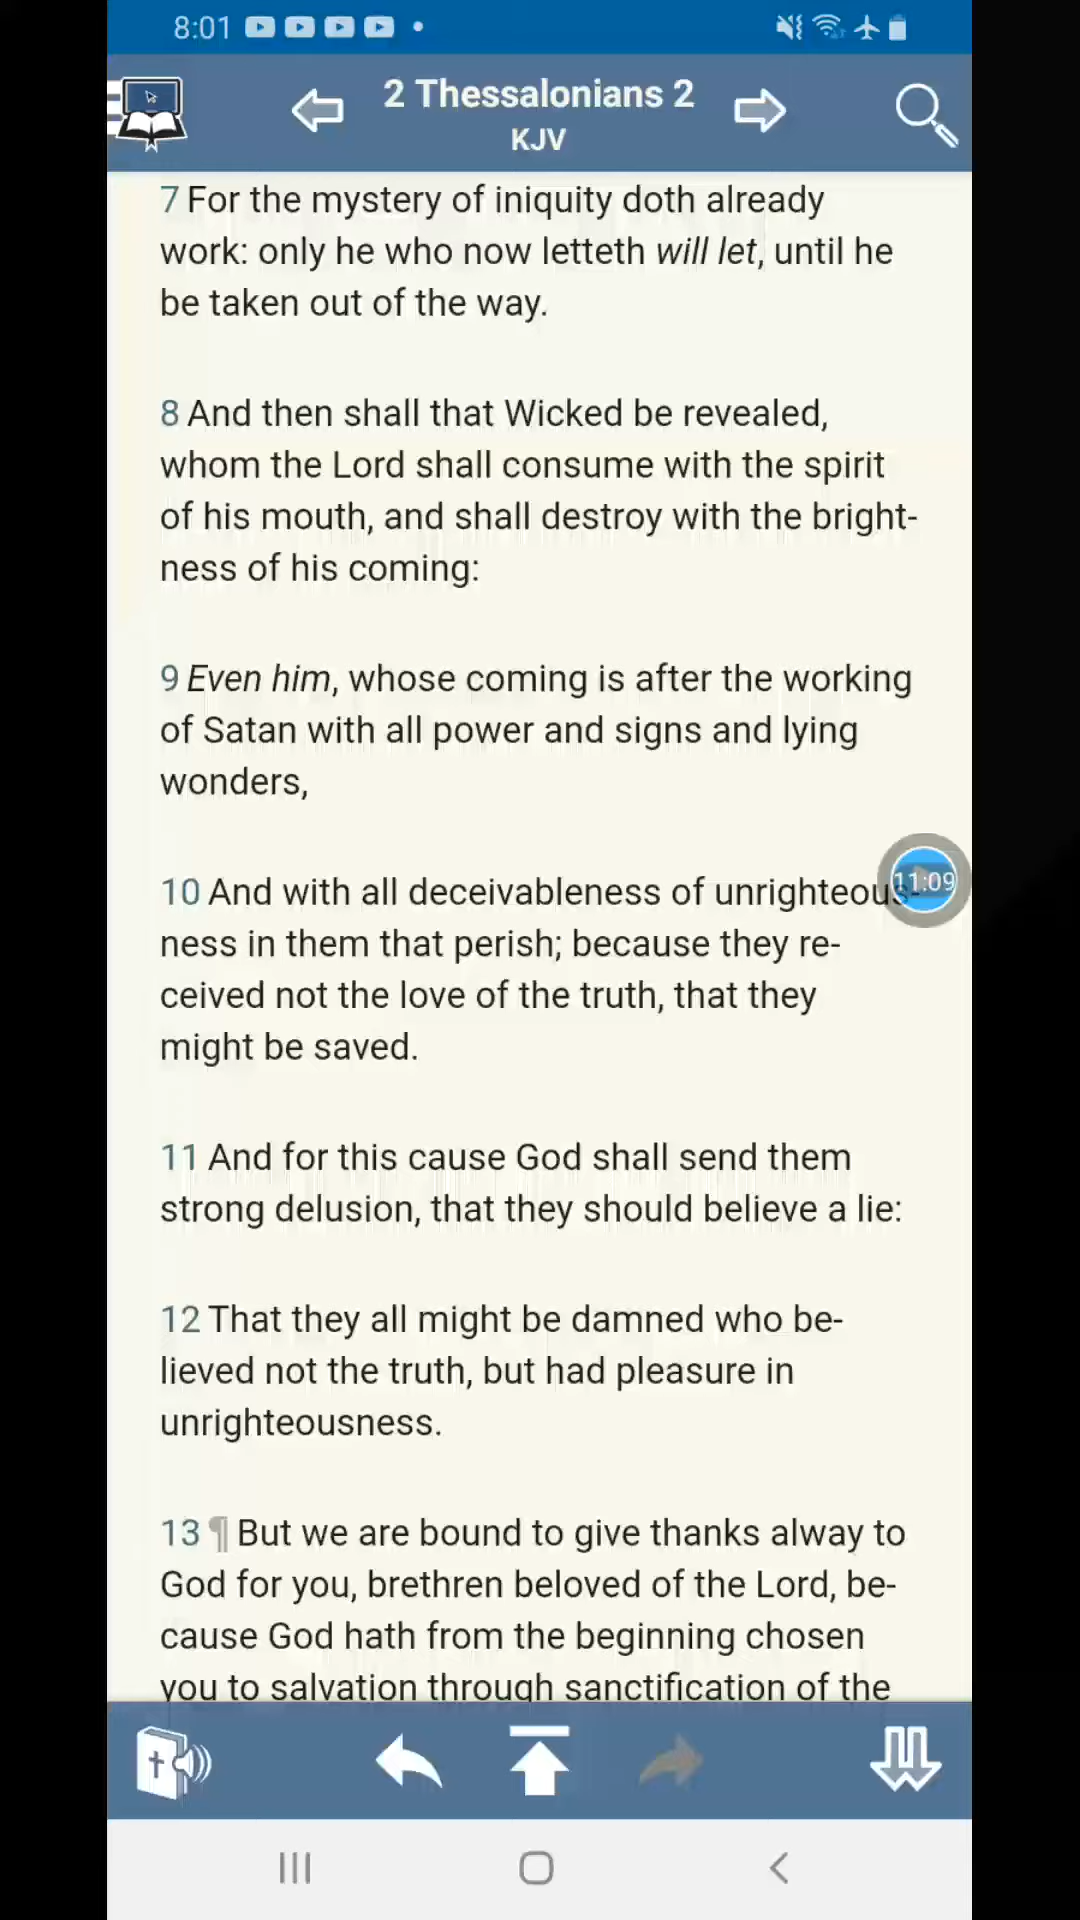 8:01
2 Thessalonians 2
KJV
7 For the mystery of iniquity doth already
work: only he who now letteth will let, until he
be taken out of the way.
8 And then shall that Wicked be revealed,
whom the Lord shall consume with the spirit
of his mouth, and shall destroy with the bright-
ness of his coming:
9 Even him, whose coming is after the working
of Satan with all power and signs and lying
wonders,
10 And with all deceivableness of unrighteous-
11:09
ness in them that perish; because they re-
ceived not the love of the truth, that they
might be saved.
11 And for this cause God shall send them
strong delusion, that they should believe a lie:
12 That they all might be damned who be-
lieved not the truth, but had pleasure in
unrighteousness.
13 ¶ But we are bound to give thanks alway to
God for you, brethren beloved of the Lord, be-
cause God hath from the beginning chosen
you to salvation through sanctification of the